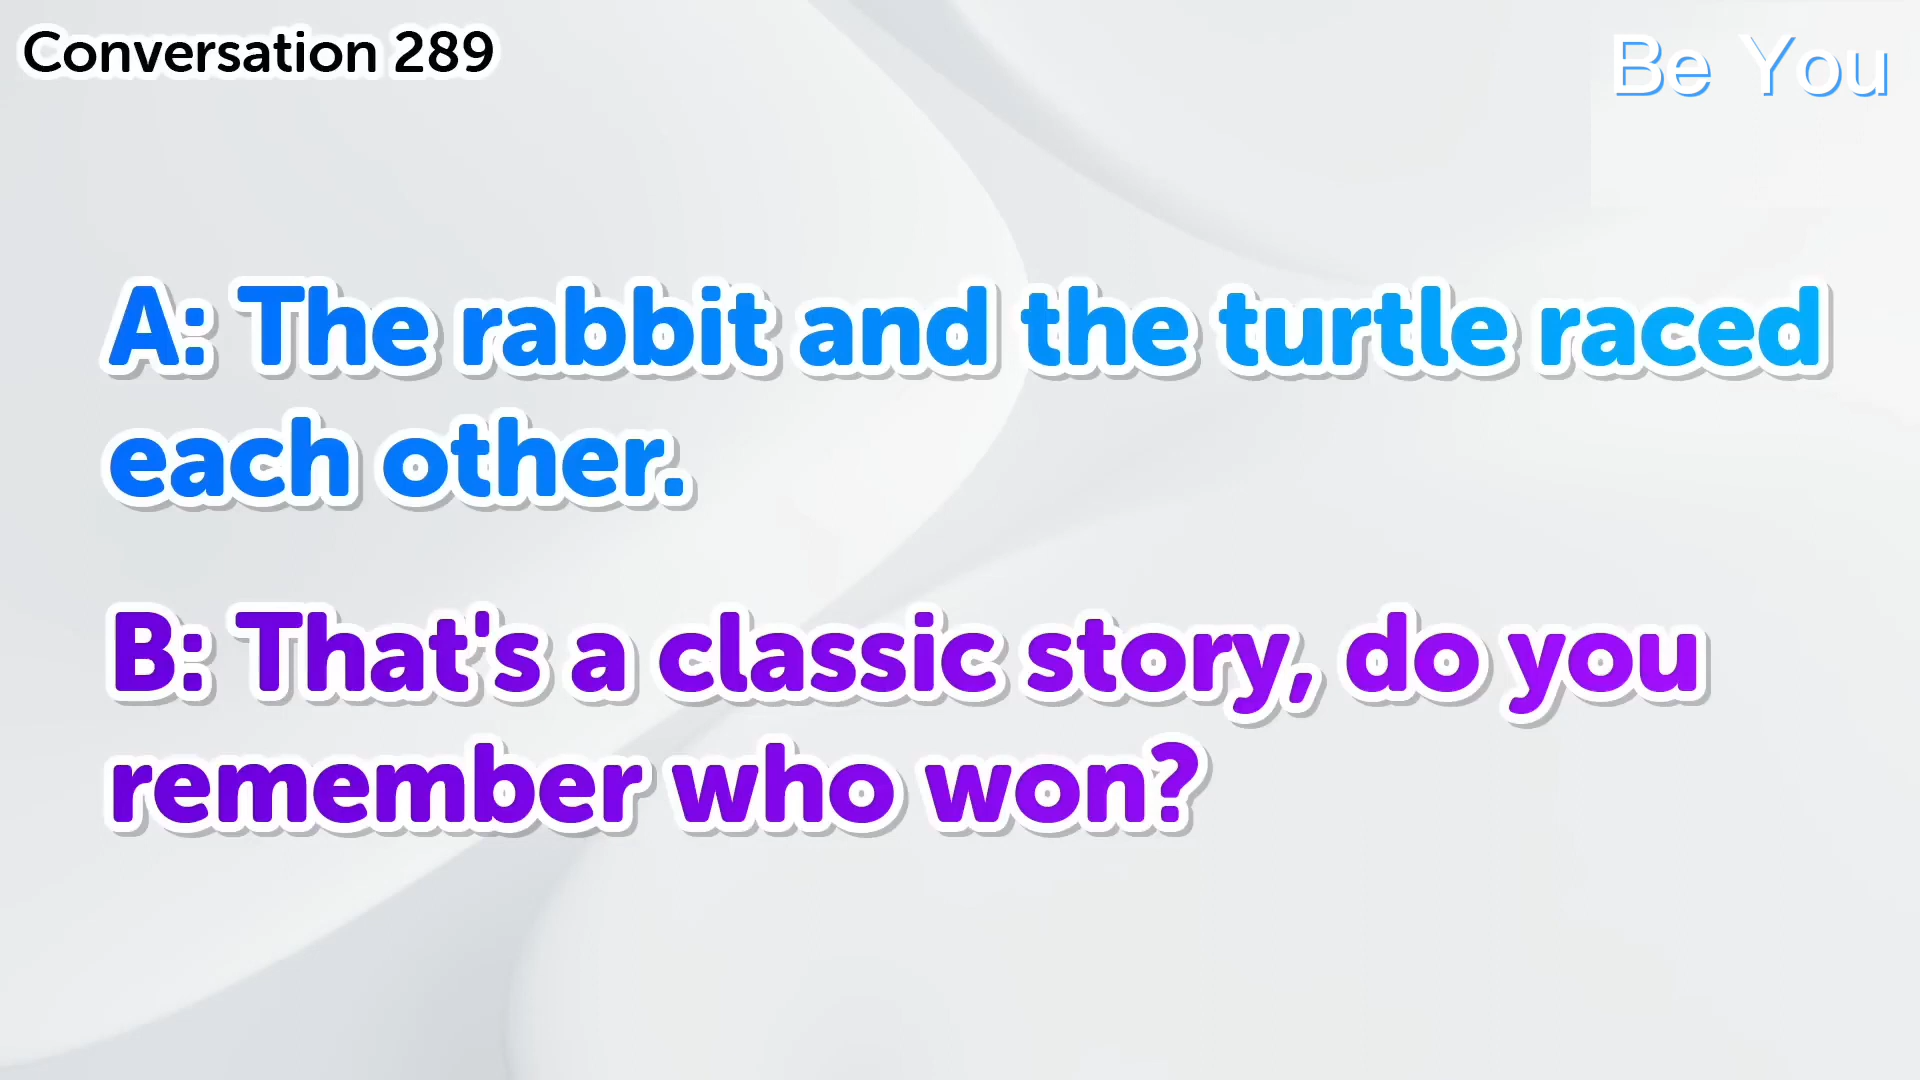 Conversation 289
Be You
A: The rabbit and the turtle raced
each other.
B: That's a classic story, do you
remember who won?